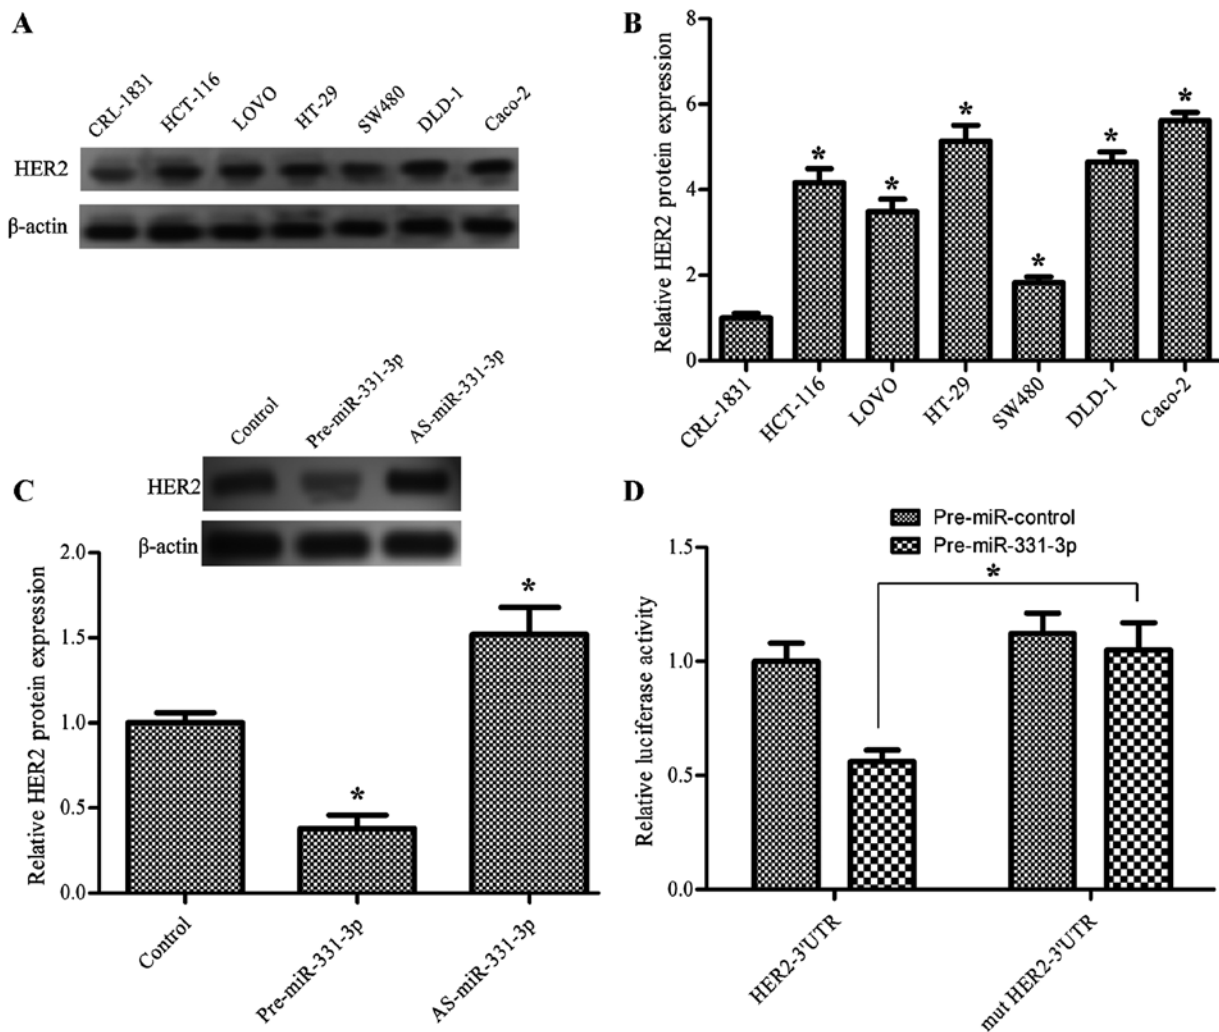 A
CRL-1831 HCT-116 LOVO HT-29 SW480 DLD-1 Caco-2
HER2
β-actin
B
Relative HER2 protein expression
8
6
4
2
0
* * * * * *
CRL-1831 HCT-116 LOVO HT-29 SW480 DLD-1 Caco-2
C
Control Pre-miR-331-3p AS-miR-331-3p
HER2
β-actin
Relative HER2 protein expression
2.0
1.5
1.0
0.5
0.0
* *
Control Pre-miR-331-3p AS-miR-331-3p
D
Pre-miR-control
Pre-miR-331-3p
Relative luciferase activity
1.5
1.0
0.5
0.0
*
HER2-3'UTR mut HER2-3'UTR